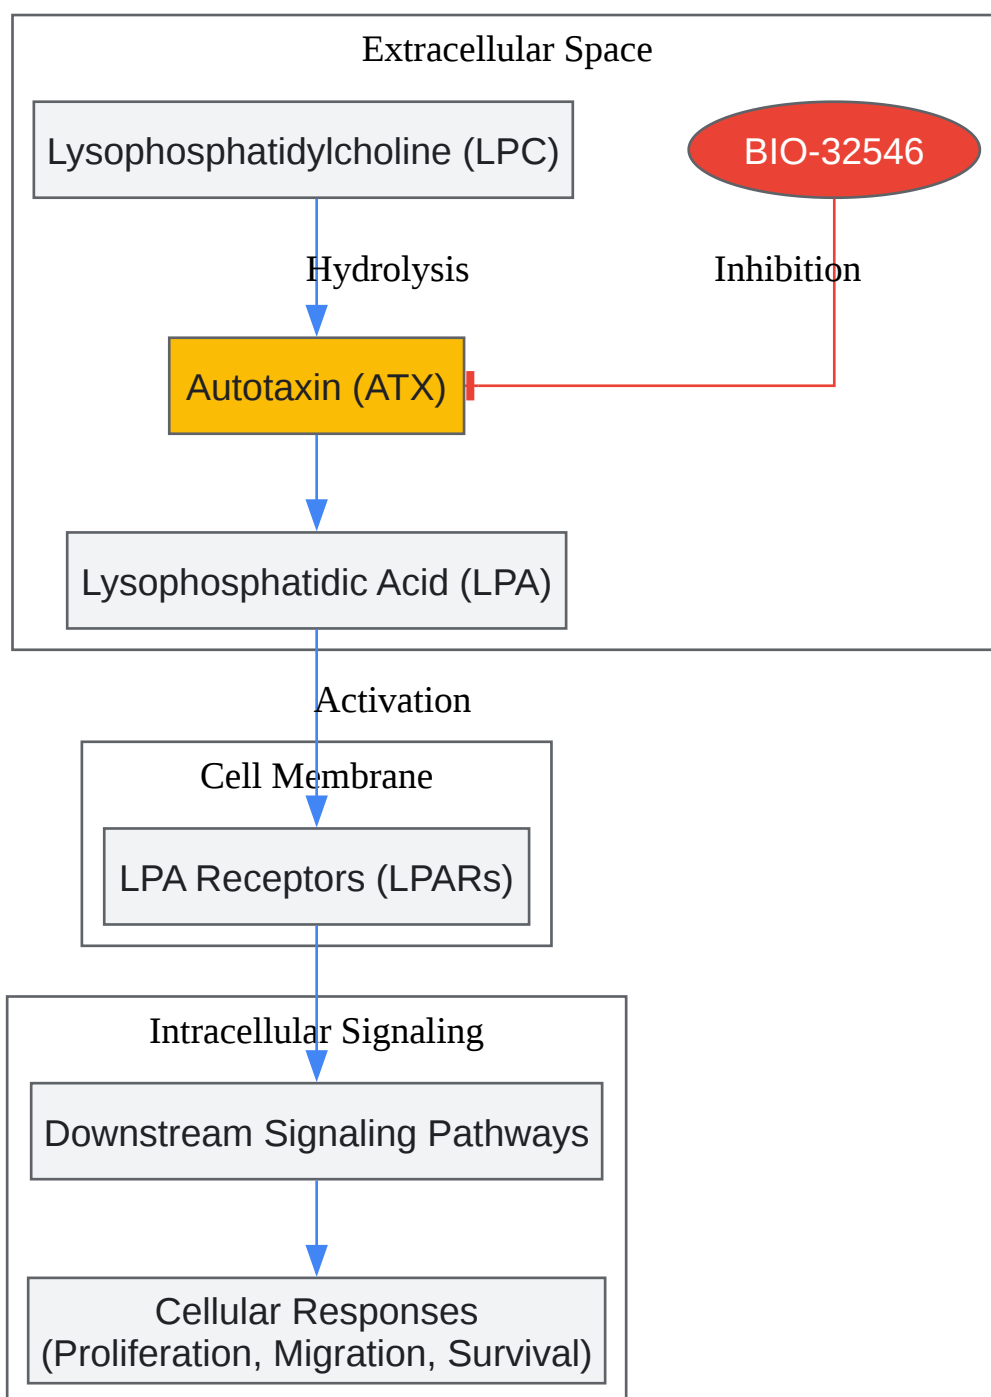 Extracellular Space
Lysophosphatidylcholine (LPC)
BIO-32546
Hydrolysis
Inhibition
Autotaxin (ATX)
Lysophosphatidic Acid (LPA)
Activation
Cell Membrane
LPA Receptors (LPARs)
Intracellular Signaling
Downstream Signaling Pathways
Cellular Responses
(Proliferation, Migration, Survival)